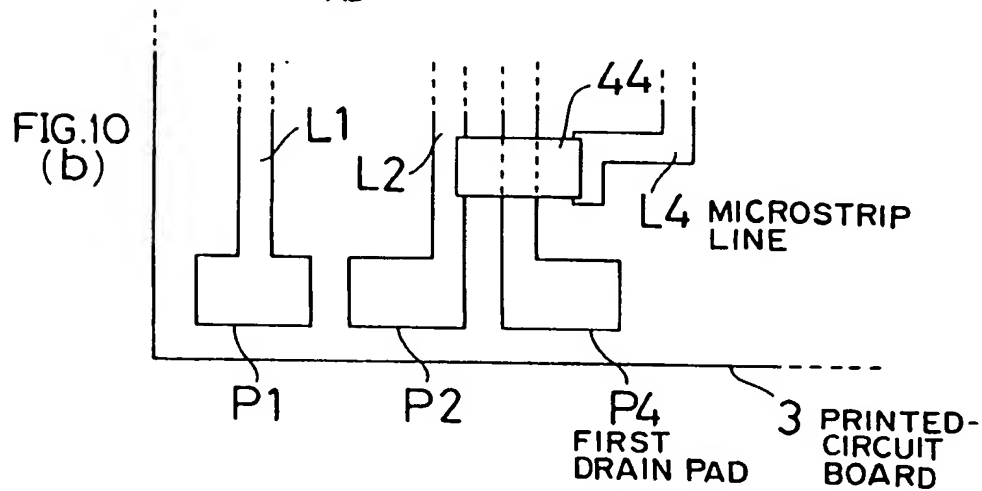 FIG.10
(b)
L1
L2
44
L4 MICROSTRIP
LINE
P1
P2
P4
FIRST
DRAIN PAD
3 PRINTED-
CIRCUIT
BOARD